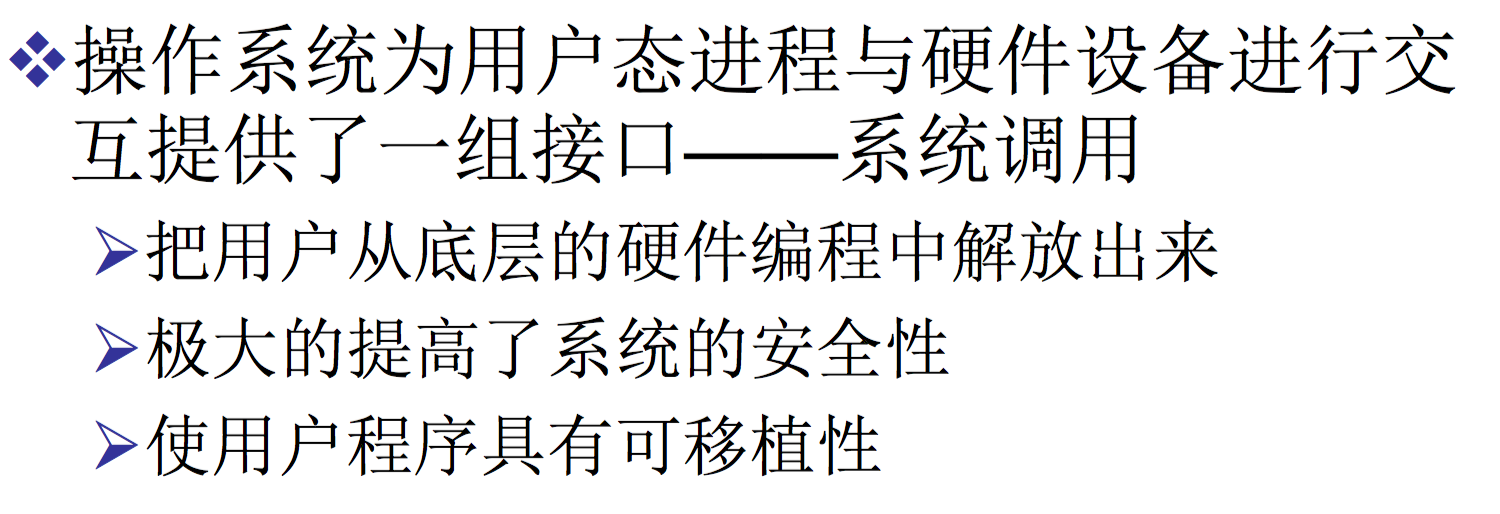 ❖操作系统为用户态进程与硬件设备进行交
互提供了一组接口——系统调用
➢把用户从底层的硬件编程中解放出来
➢极大的提高了系统的安全性
➢使用户程序具有可移植性